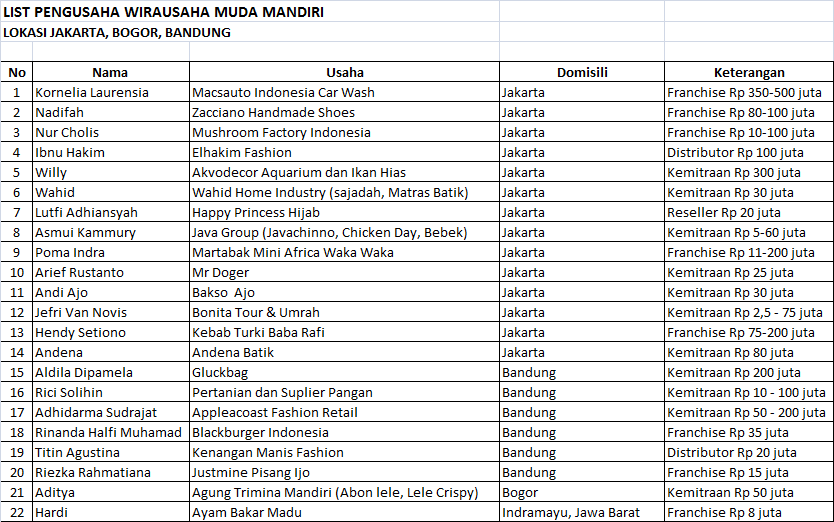 LIST PENGUSAHA WIRAUSAHA MUDA MANDIRI
LOKASI JAKARTA, BOGOR, BANDUNG
No Nama Usaha Domisili Keterangan
1 Kornelia Laurensia Macsauto Indonesia Car Wash Jakarta Franchise Rp 350-500 juta
2 Nadifah Zacciano Handmade Shoes Jakarta Franchise Rp 80-100 juta
3 Nur Cholis Mushroom Factory Indonesia Jakarta Franchise Rp 10-100 juta
4 Ibnu Hakim Elhakim Fashion Jakarta Distributor Rp 100 juta
5 Willy Akvodecor Aquarium dan Ikan Hias Jakarta Kemitraan Rp 300 juta
6 Wahid Wahid Home Industry (sajadah, Matras Batik) Jakarta Kemitraan Rp 30 juta
7 Lutfi Adhiansyah Happy Princess Hijab Jakarta Reseller Rp 20 juta
8 Asmui Kammury Java Group (Javachinno, Chicken Day, Bebek) Jakarta Kemitraan Rp 5-60 juta
9 Poma Indra Martabak Mini Africa Waka Waka Jakarta Franchise Rp 11-200 juta
10 Arief Rustanto Mr Doger Jakarta Kemitraan Rp 25 juta
11 Andi Ajo Bakso Ajo Jakarta Kemitraan Rp 30 juta
12 Jefri Van Novis Bonita Tour & Umrah Jakarta Kemitraan Rp 2,5 - 75 juta
13 Hendy Setiono Kebab Turki Baba Rafi Jakarta Franchise Rp 75-200 juta
14 Andena Andena Batik Jakarta Kemitraan Rp 80 juta
15 Aldila Dipamela Gluckbag Bandung Kemitraan Rp 200 juta
16 Rici Solihin Pertanian dan Suplier Pangan Bandung Kemitraan Rp 10 - 100 juta
17 Adhidarma Sudrajat Appleacoast Fashion Retail Bandung Kemitraan Rp 50 - 200 juta
18 Rinanda Halfi Muhamad Blackburger Indonesia Bandung Franchise Rp 35 juta
19 Titin Agustina Kenangan Manis Fashion Bandung Distributor Rp 20 juta
20 Riezka Rahmatiana Justmine Pisang Ijo Bandung Franchise Rp 15 juta
21 Aditya Agung Trimina Mandiri (Abon lele, Lele Crispy) Bogor Kemitraan Rp 50 juta
22 Hardi Ayam Bakar Madu Indramayu, Jawa Barat Franchise Rp 8 juta